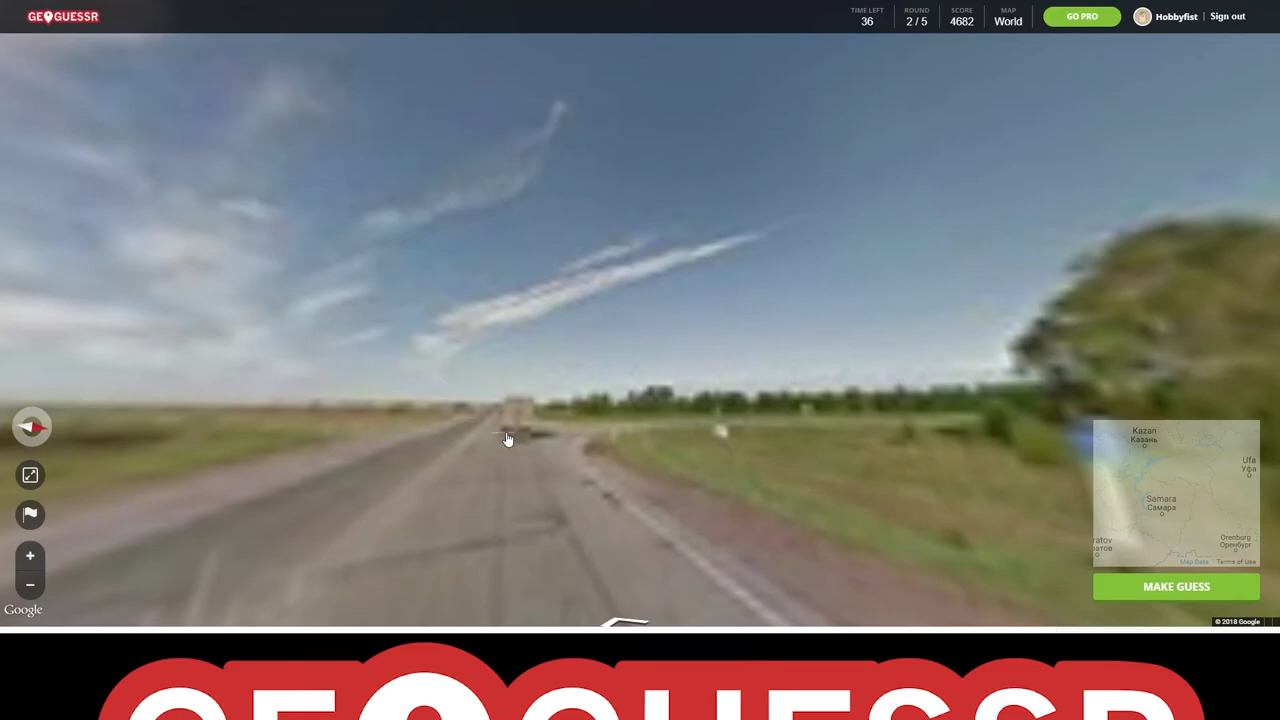 GEOGUESSR
TIME LEFT
36
ROUND
2 / 5
SCORE
4682
MAP
World
GO PRO
Hobbyfist | Sign out
Kazan
Казань
Ufa
Уфа
Samara
Самара
ratov
ратов
Orenburg
Оренбург
Map Data
Terms of Use
+
−
MAKE GUESS
Google
© 2018 Google
GEOGUESSR